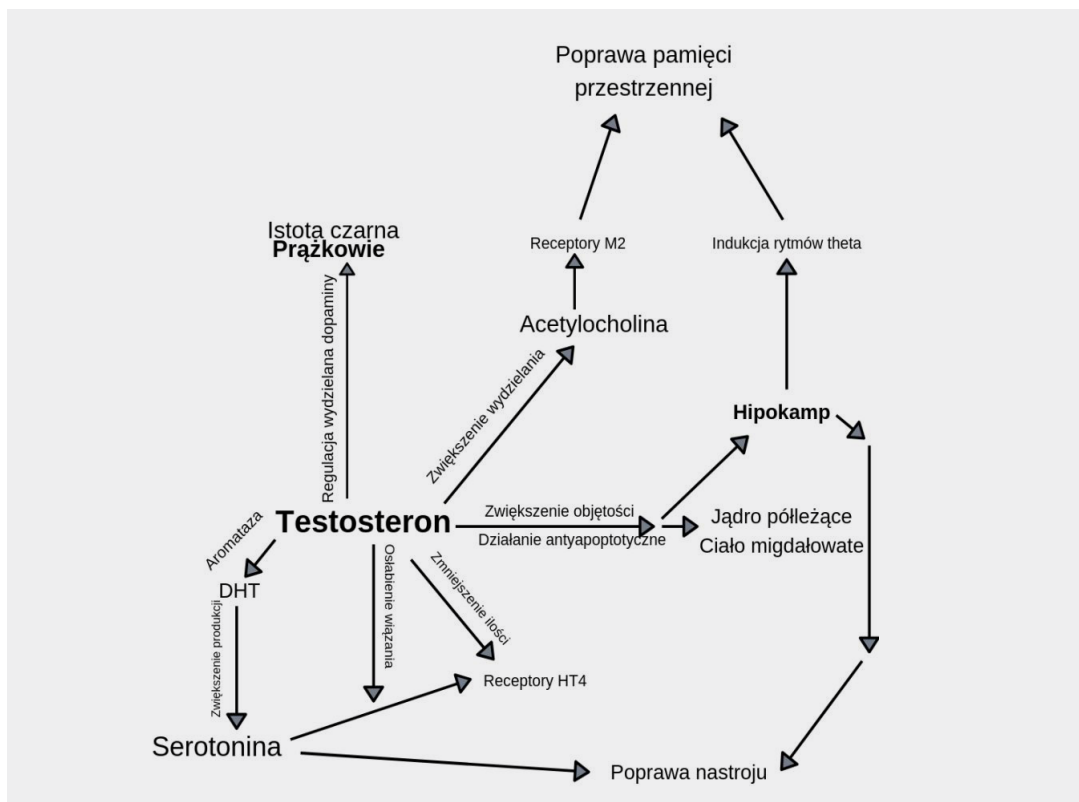 Poprawa pamięci
przestrzennej
Istota czarna
Prążkowie
Receptory M2
Indukcja rytmów theta
Regulacja wydzielana dopaminy
Acetylocholina
Zwiększenie wydzielania
Hipokamp
Testosteron
Zwiększenie objętości
Działanie antyapoptotyczne
Jądro półleżące
Ciało migdałowate
Aromataza
DHT
Zwiększenie produkcji
Osłabienie wiązania
Zmniejszenie ilości
Receptory HT4
Serotonina
Poprawa nastroju